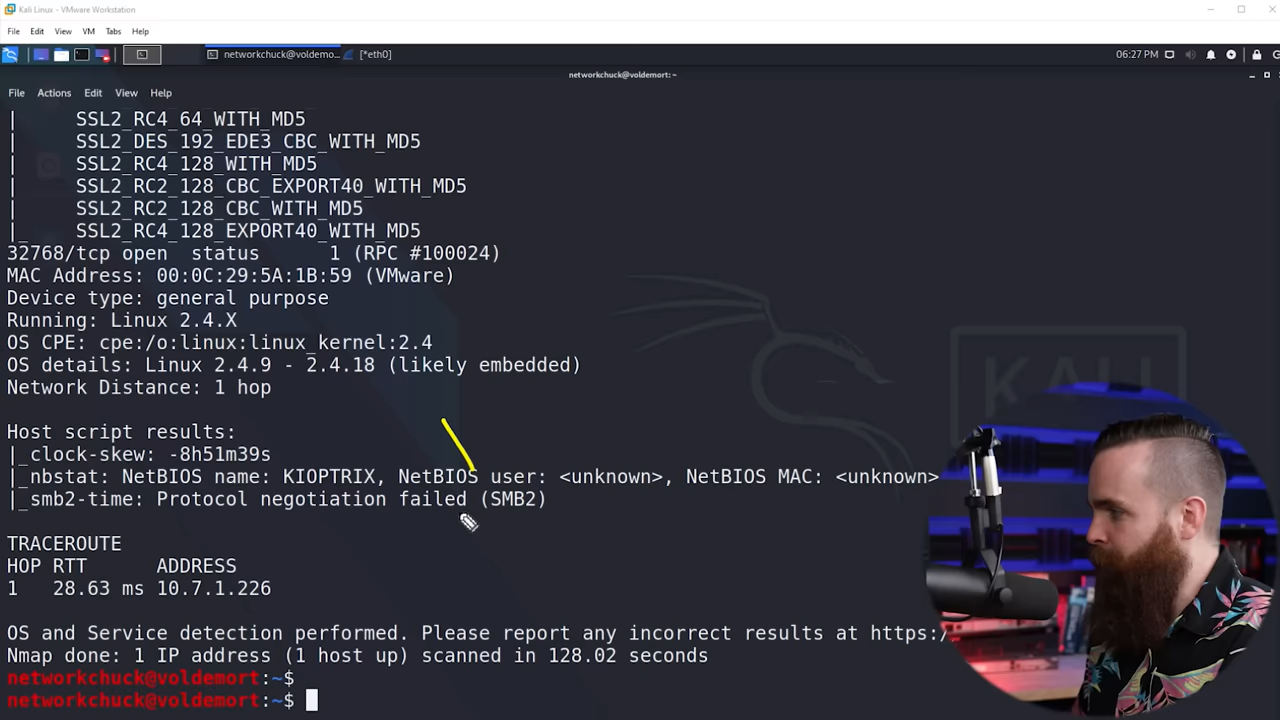 Kali Linux - VMware Workstation
File Edit View VM Tabs Help
networkchuck@voldemo... [*eth0] 06:27 PM
networkchuck@voldemort: ~
File Actions Edit View Help
| SSL2_RC4_64_WITH_MD5
| SSL2_DES_192_EDE3_CBC_WITH_MD5
| SSL2_RC4_128_WITH_MD5
| SSL2_RC2_128_CBC_EXPORT40_WITH_MD5
| SSL2_RC2_128_CBC_WITH_MD5
|_ SSL2_RC4_128_EXPORT40_WITH_MD5
32768/tcp open status 1 (RPC #100024)
MAC Address: 00:0C:29:5A:1B:59 (VMware)
Device type: general purpose
Running: Linux 2.4.X
OS CPE: cpe:/o:linux:linux_kernel:2.4
OS details: Linux 2.4.9 - 2.4.18 (likely embedded)
Network Distance: 1 hop
KALI
Host script results:
|_clock-skew: -8h51m39s
|_nbstat: NetBIOS name: KIOPTRIX, NetBIOS user: <unknown>, NetBIOS MAC: <unknown>
|_smb2-time: Protocol negotiation failed (SMB2)
TRACEROUTE
HOP RTT ADDRESS
1 28.63 ms 10.7.1.226
OS and Service detection performed. Please report any incorrect results at https:/
Nmap done: 1 IP address (1 host up) scanned in 128.02 seconds
networkchuck@voldemort:~$
networkchuck@voldemort:~$